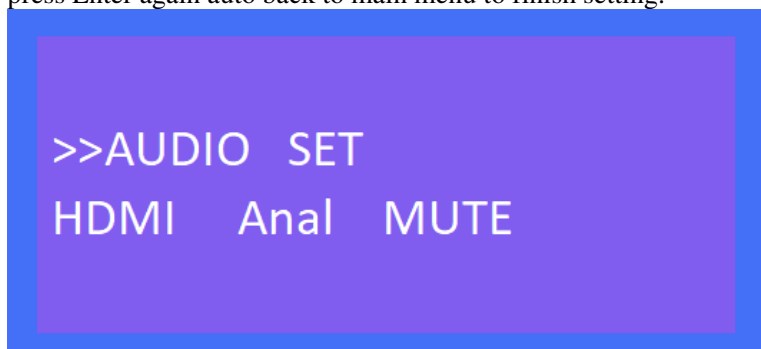 press Enter again auto back to main menu to finish setting.
>>AUDIO SET
HDMI Anal MUTE